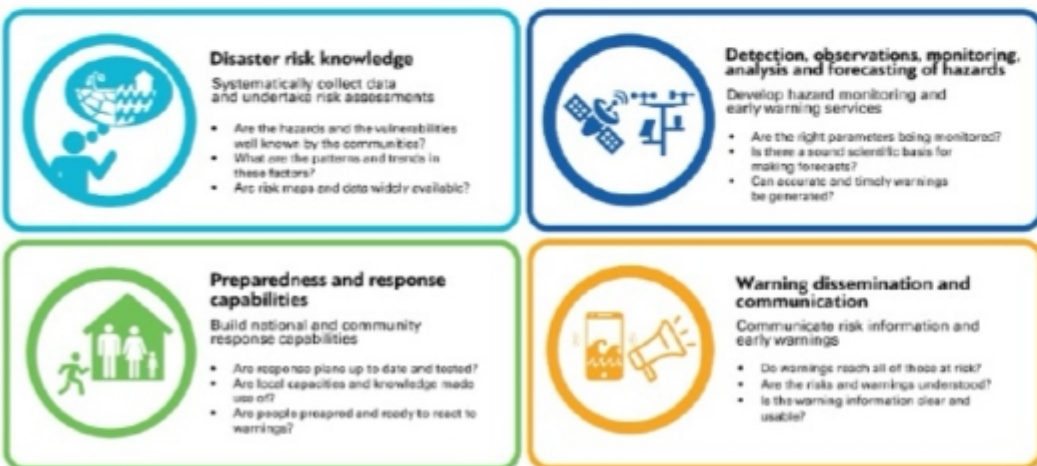 Disaster risk knowledge
Systematically collect data
and undertake risk assessments
• Are the hazards and the vulnerabilities
well known by the communities?
• What are the patterns and trends in
these factors?
• Are risk maps and data widely available?
Detection, observations, monitoring,
analysis and forecasting of hazards
Develop hazard monitoring and
early warning services
• Are the right parameters being monitored?
• Is there a sound scientific basis for
making forecasts?
• Can accurate and timely warnings
be generated?
Preparedness and response
capabilities
Build national and community
response capabilities
• Are response plans up to date and tested?
• Are local capacities and knowledge made
use of?
• Are people preapred and ready to react to
warnings?
Warning dissemination and
communication
Communicate risk information and
early warnings
• Do warnings reach all of those at risk?
• Are the risks and warnings understood?
• Is the warning information clear and
usable?